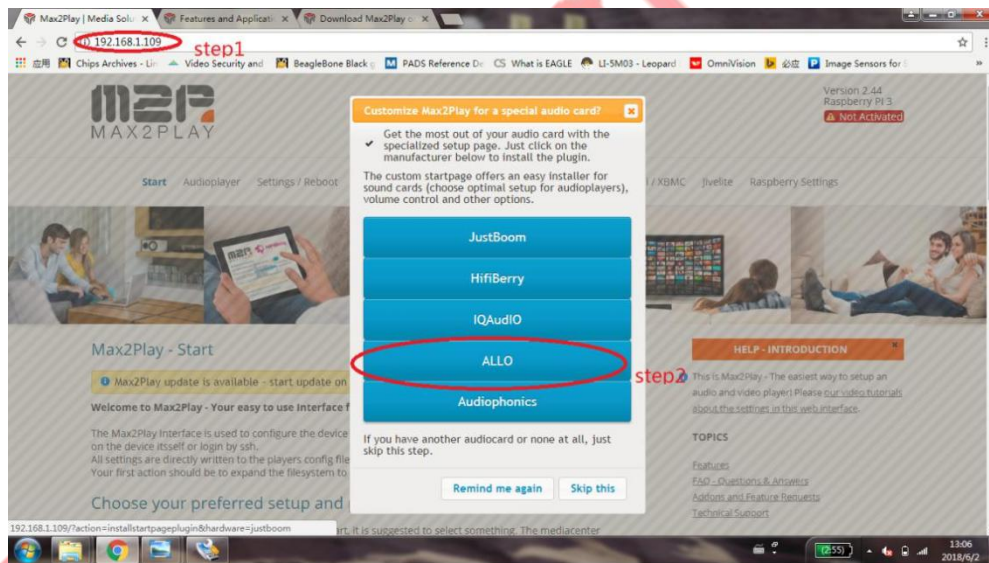 Max2Play | Media Solu
Features and Applicati
Download Max2Play
192.168.1.109
step1
应用
Chips Archives - Lin
Video Security and
BeagleBone Black
PADS Reference De
CS What is EAGLE
LI-5M03 - Leopard
OmniVision
必应
Image Sensors for
»
M2P
MAX2PLAY
Version 2.44
Raspberry PI 3
Not Activated
Start
Audioplayer
Settings / Reboot
/ XBMC
Jivelite
Raspberry Settings
Customize Max2Play for a special audio card?
Get the most out of your audio card with the
specialized setup page. Just click on the
manufacturer below to install the plugin.
The custom startpage offers an easy installer for
sound cards (choose optimal setup for audioplayers),
volume control and other options.
JustBoom
HifiBerry
IQAudIO
ALLO
step2
Audiophonics
If you have another audiocard or none at all, just
skip this step.
Remind me again
Skip this
Max2Play - Start
Max2Play update is available - start update on
Welcome to Max2Play - Your easy to use Interface f
The Max2Play Interface is used to configure the device
on the device itsself or login by ssh.
All settings are directly written to the players config file
Your first action should be to expand the filesystem to
Choose your preferred setup and
art, it is suggested to select something. The mediacenter
HELP - INTRODUCTION
This is Max2Play - The easiest way to setup an
audio and video player! Please our video tutorials
about the settings in this web interface.
TOPICS
Features
FAQ - Questions & Answers
Addons and Feature Requests
Technical Support
192.168.1.109/?action=installstartpageplugin&hardware=justboom
(2:55)
13:06
2018/6/2